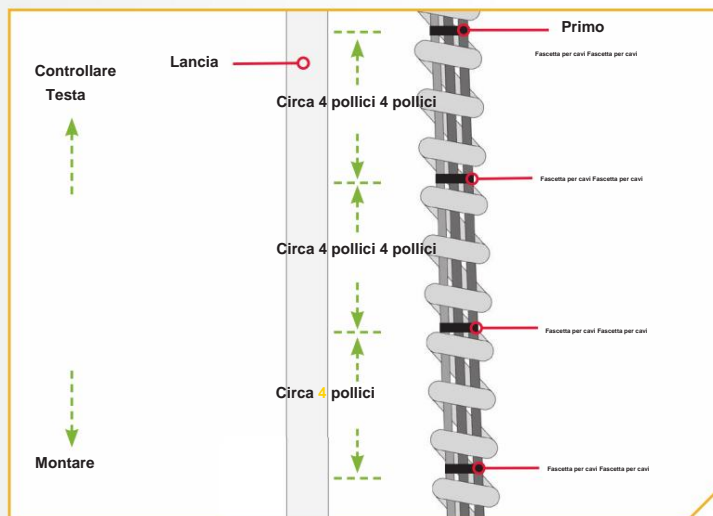 Primo
Fascetta per cavi Fascetta per cavi
Lancia
Controllare
Testa
Circa 4 pollici 4 pollici
Fascetta per cavi Fascetta per cavi
Circa 4 pollici 4 pollici
Fascetta per cavi Fascetta per cavi
Circa 4 pollici
Montare
Fascetta per cavi Fascetta per cavi